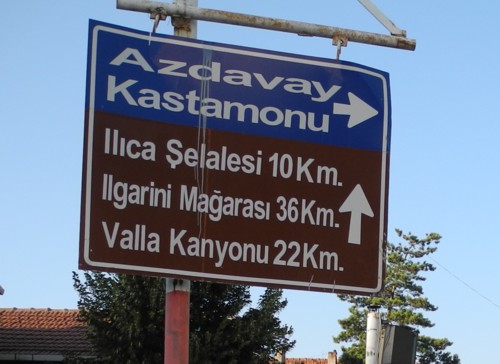 Azdavay
Kastamonu
Ilıca Şelalesi 10Km.
Ilgarini Mağarası 36Km.
Valla Kanyonu 22Km.